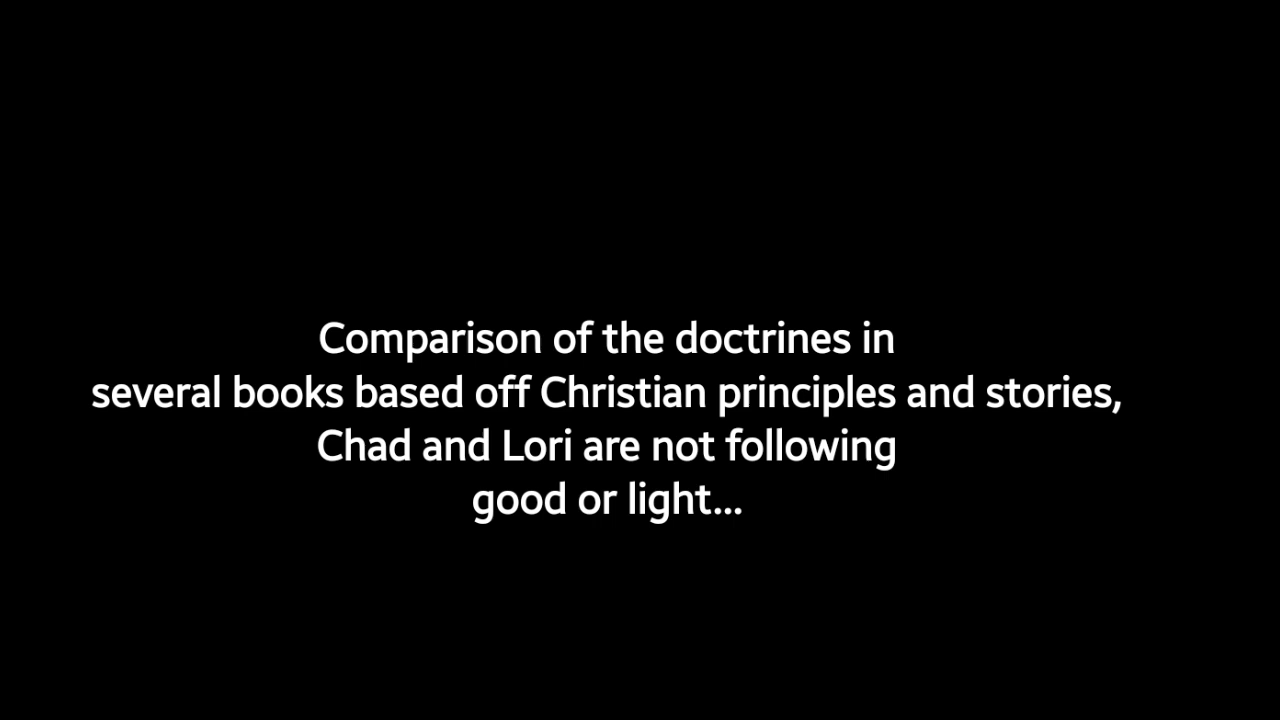 Comparison of the doctrines in
several books based off Christian principles and stories,
Chad and Lori are not following
good or light...